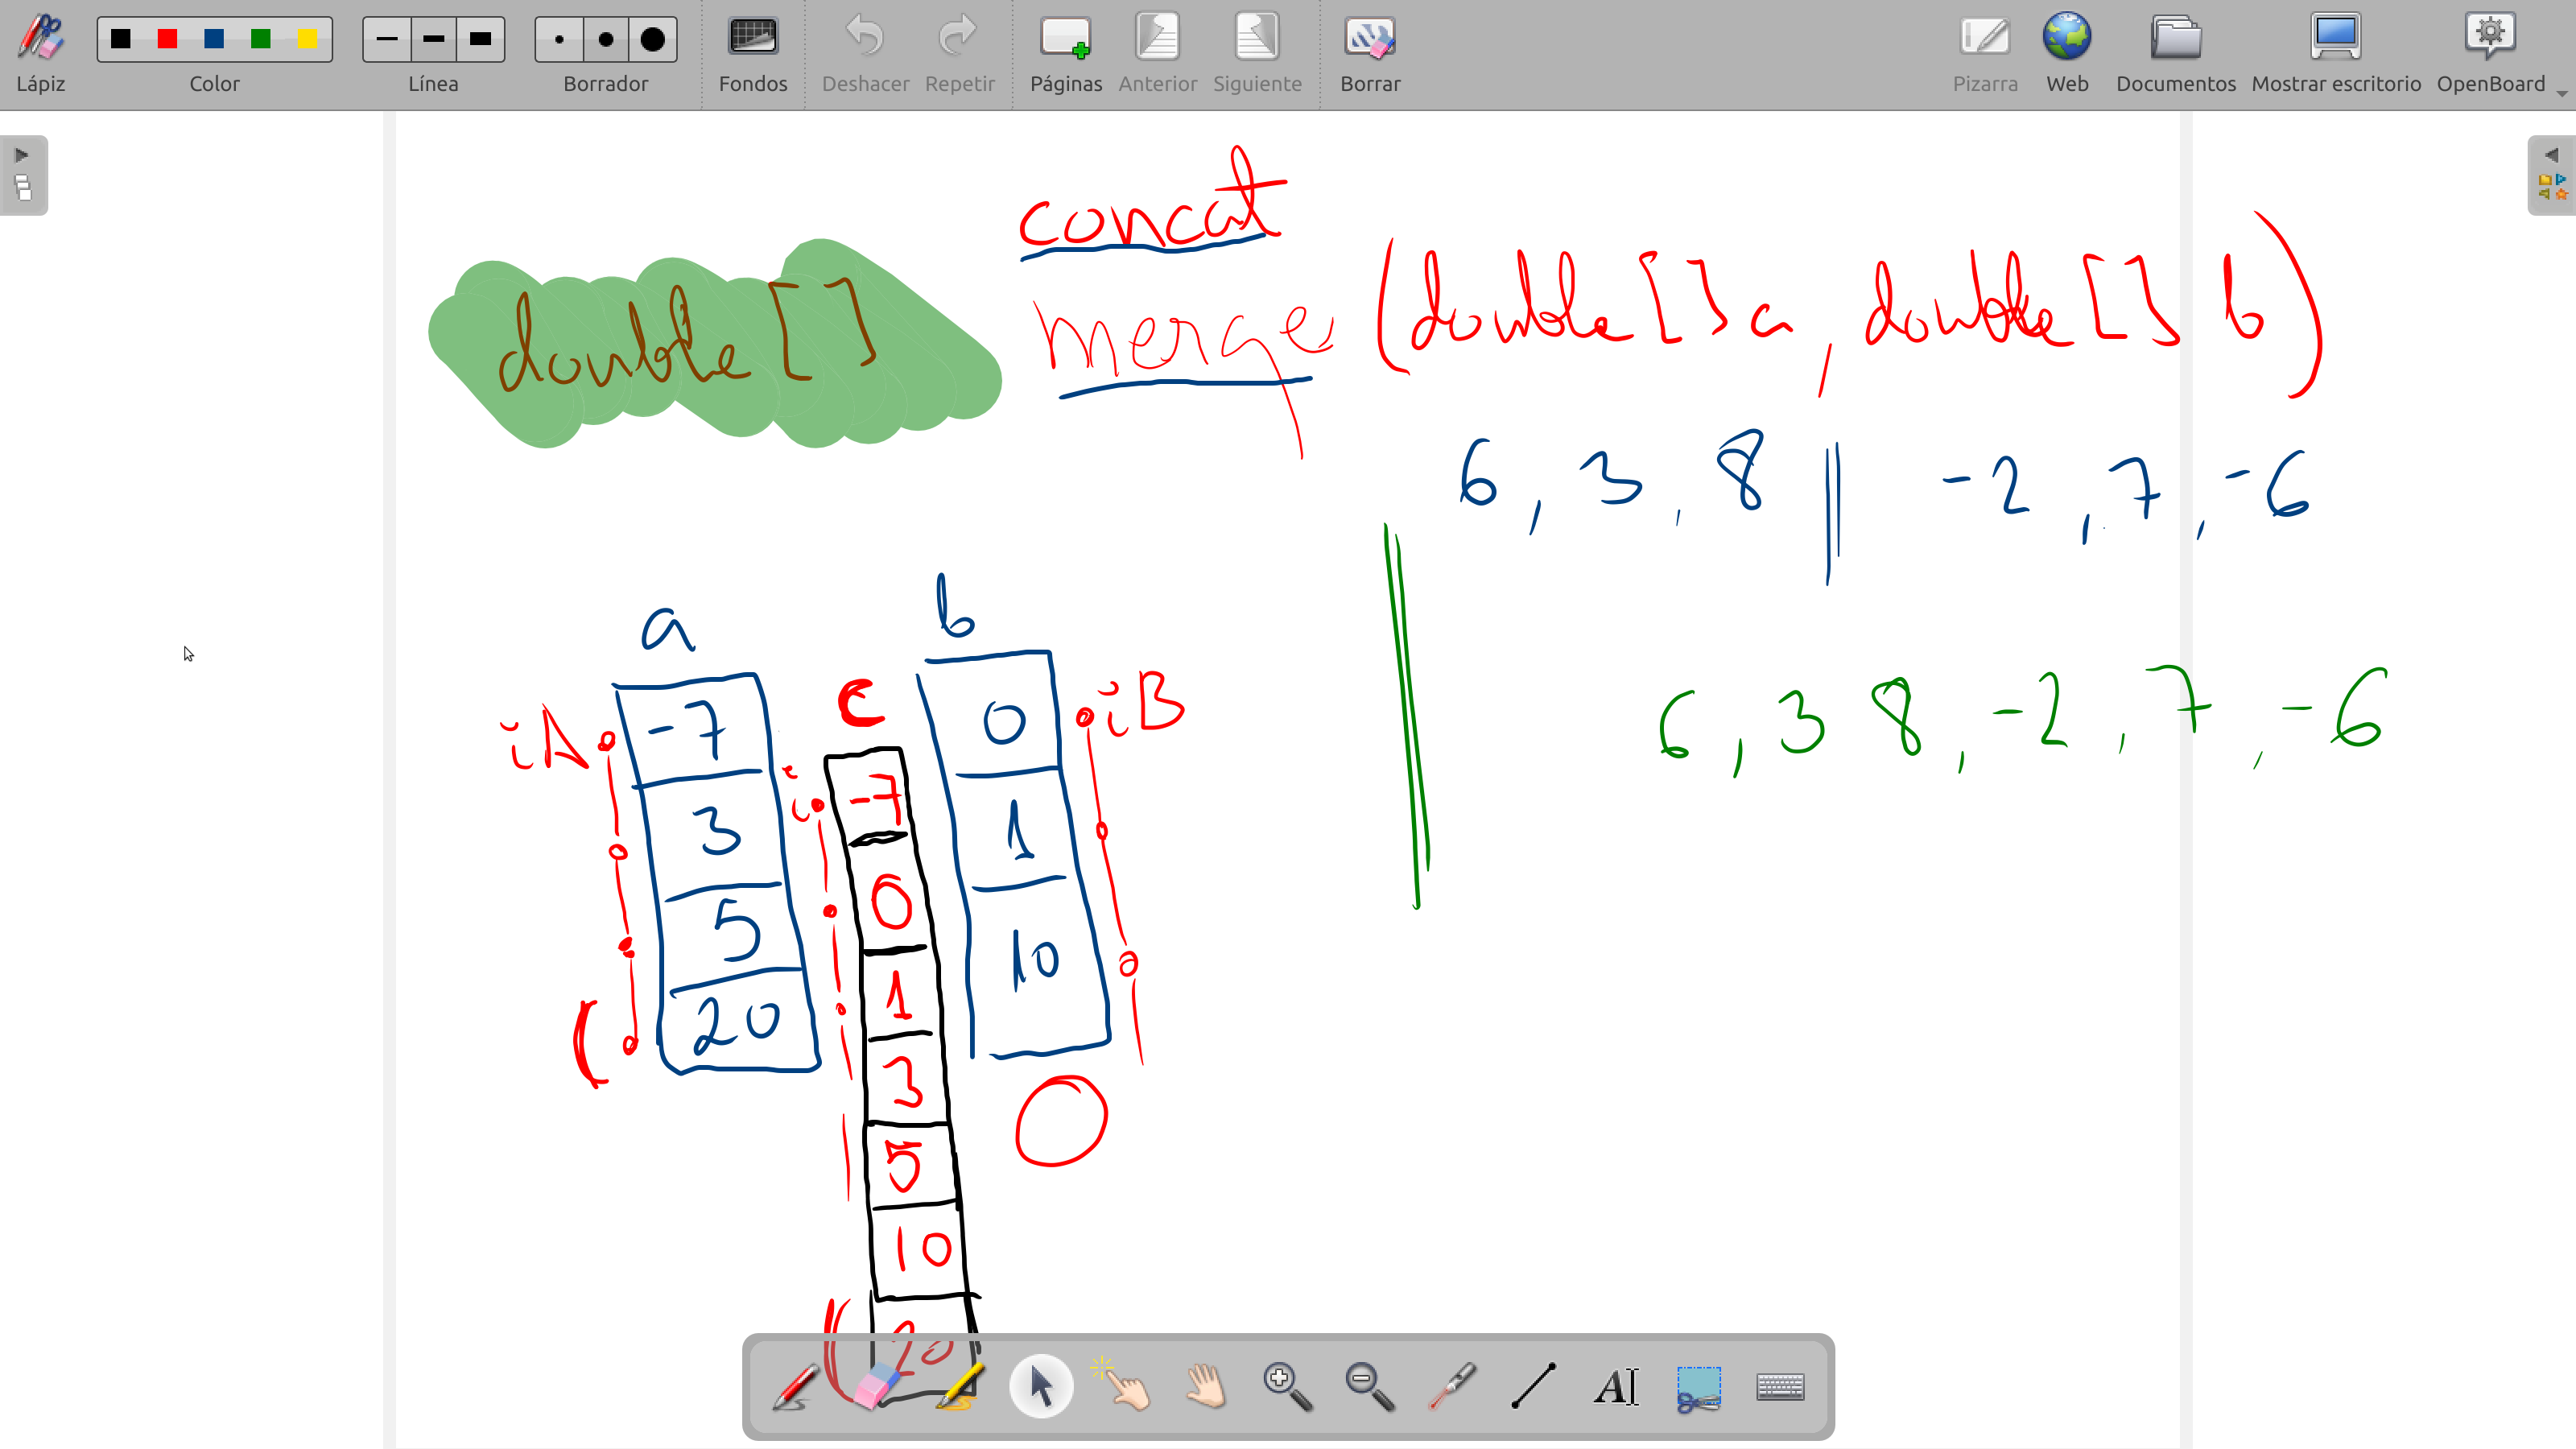 Lápiz Color Línea Borrador Fondos Deshacer Repetir Páginas Anterior Siguiente Borrar Pizarra Web Documentos Mostrar escritorio OpenBoard
concat
double [] merge (double [] a, double [] b)
6, 3, 8 || -2, 7, -6
a b
c
iA -7 0 iB
i -7
3 1
0
5 10
1
20
3
5
10
20
6, 3 8, -2, 7, -6
AI